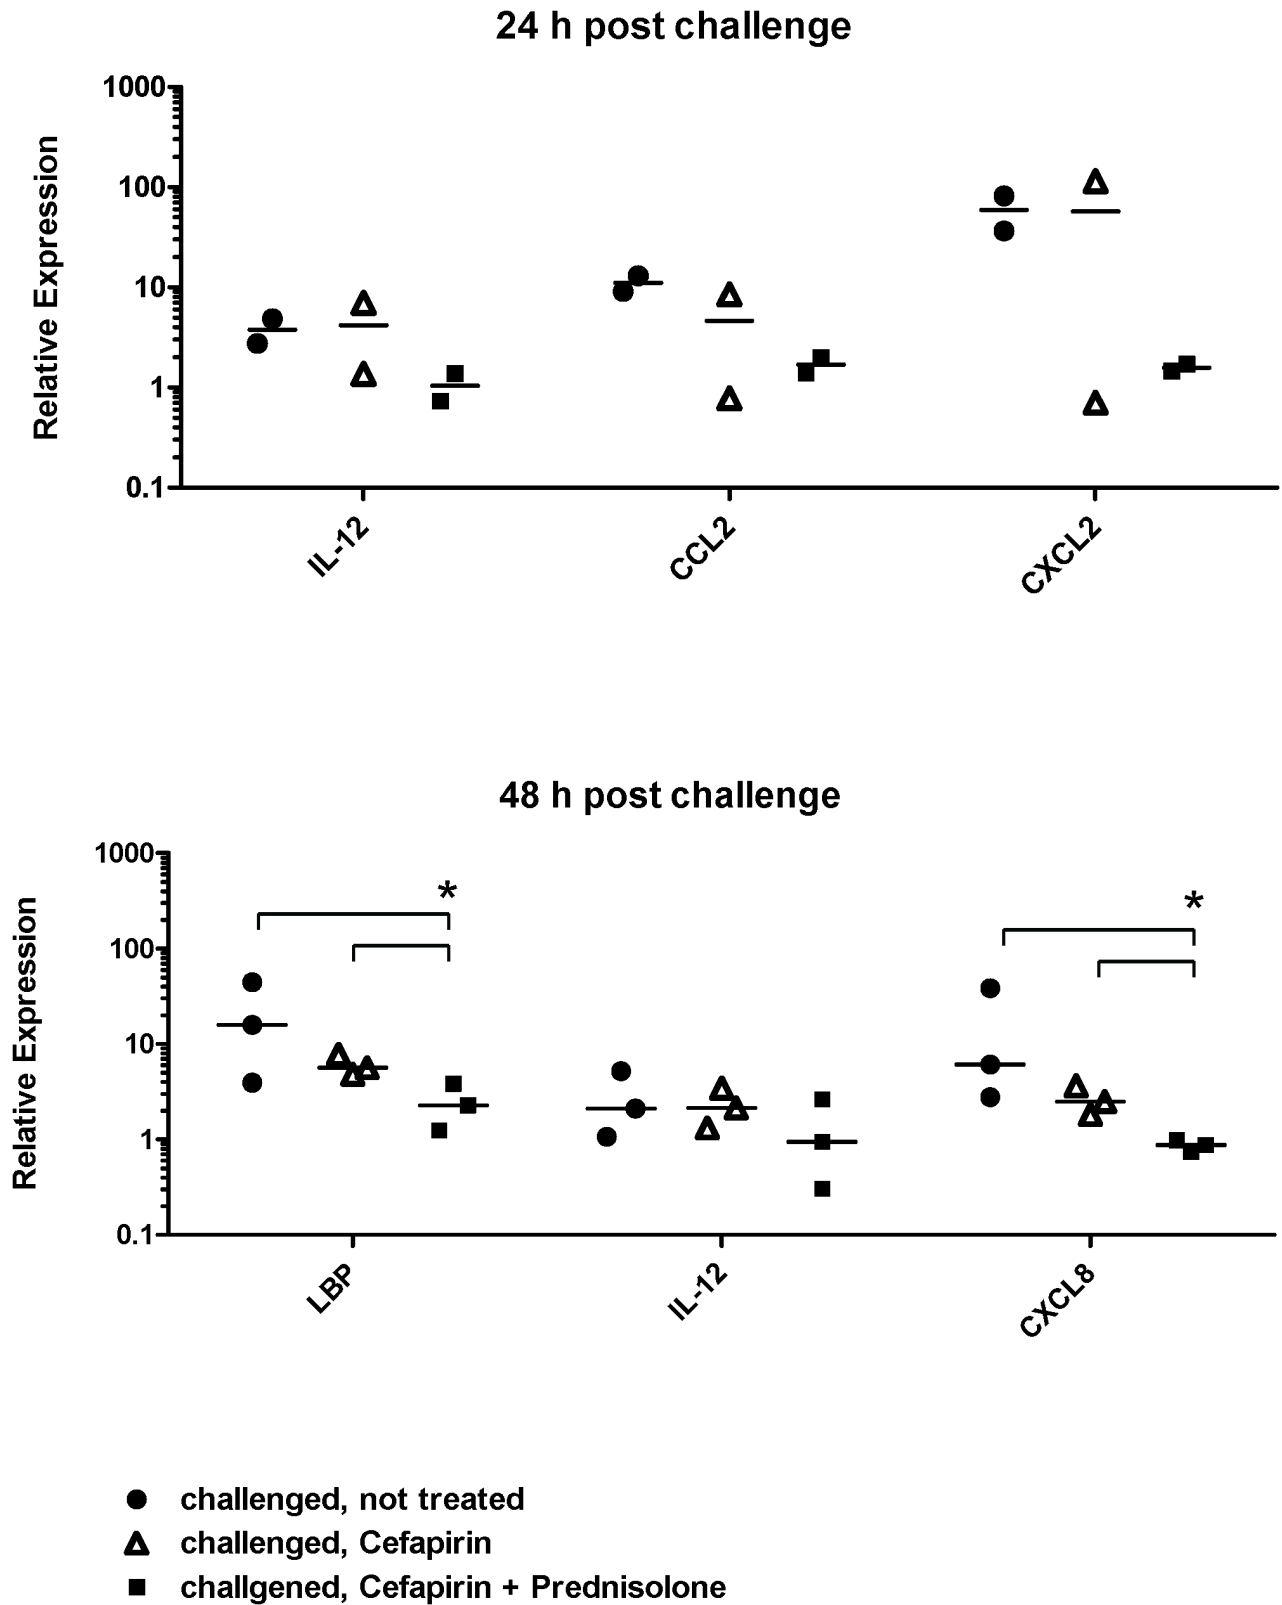 24 h post challenge
1000
100
10
1
0.1
Relative Expression
IL-12
CCL2
CXCL2
48 h post challenge
1000
100
10
1
0.1
Relative Expression
*
*
LBP
IL-12
CXCL8
challenged, not treated
challenged, Cefapirin
challgened, Cefapirin + Prednisolone